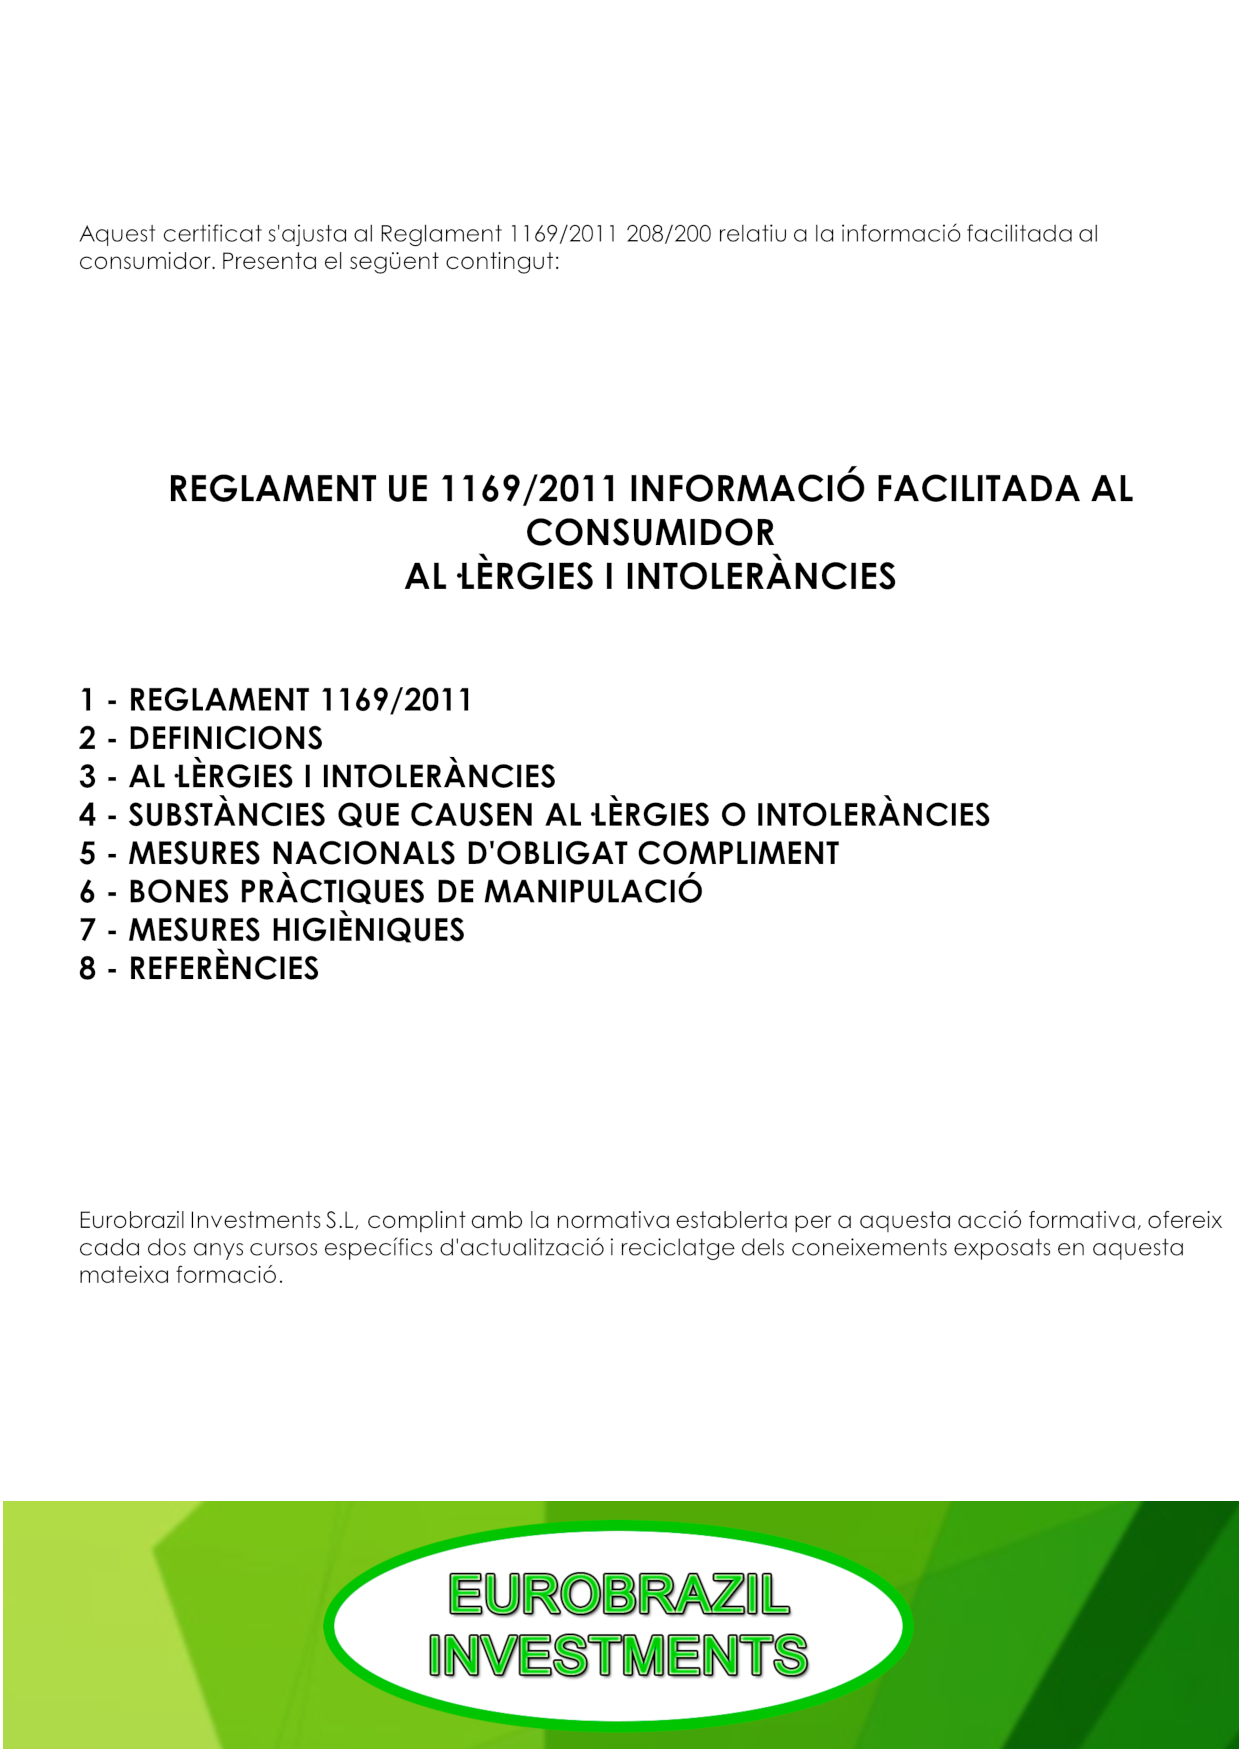 Aquest certificat s'ajusta al Reglament 1169/2011 208/200 relatiu a la informació facilitada al
consumidor. Presenta el següent contingut:
REGLAMENT UE 1169/2011 INFORMACIÓ FACILITADA AL
CONSUMIDOR
AL·LÈRGIES I INTOLERÀNCIES
1 - REGLAMENT 1169/2011
2 - DEFINICIONS
3 - AL·LÈRGIES I INTOLERÀNCIES
4 - SUBSTÀNCIES QUE CAUSEN AL·LÈRGIES O INTOLERÀNCIES
5 - MESURES NACIONALS D'OBLIGAT COMPLIMENT
6 - BONES PRÀCTIQUES DE MANIPULACIÓ
7 - MESURES HIGIÈNIQUES
8 - REFERÈNCIES
Eurobrazil Investments S.L, complint amb la normativa establerta per a aquesta acció formativa, ofereix
cada dos anys cursos específics d'actualització i reciclatge dels coneixements exposats en aquesta
mateixa formació.
EUROBRAZIL
INVESTMENTS